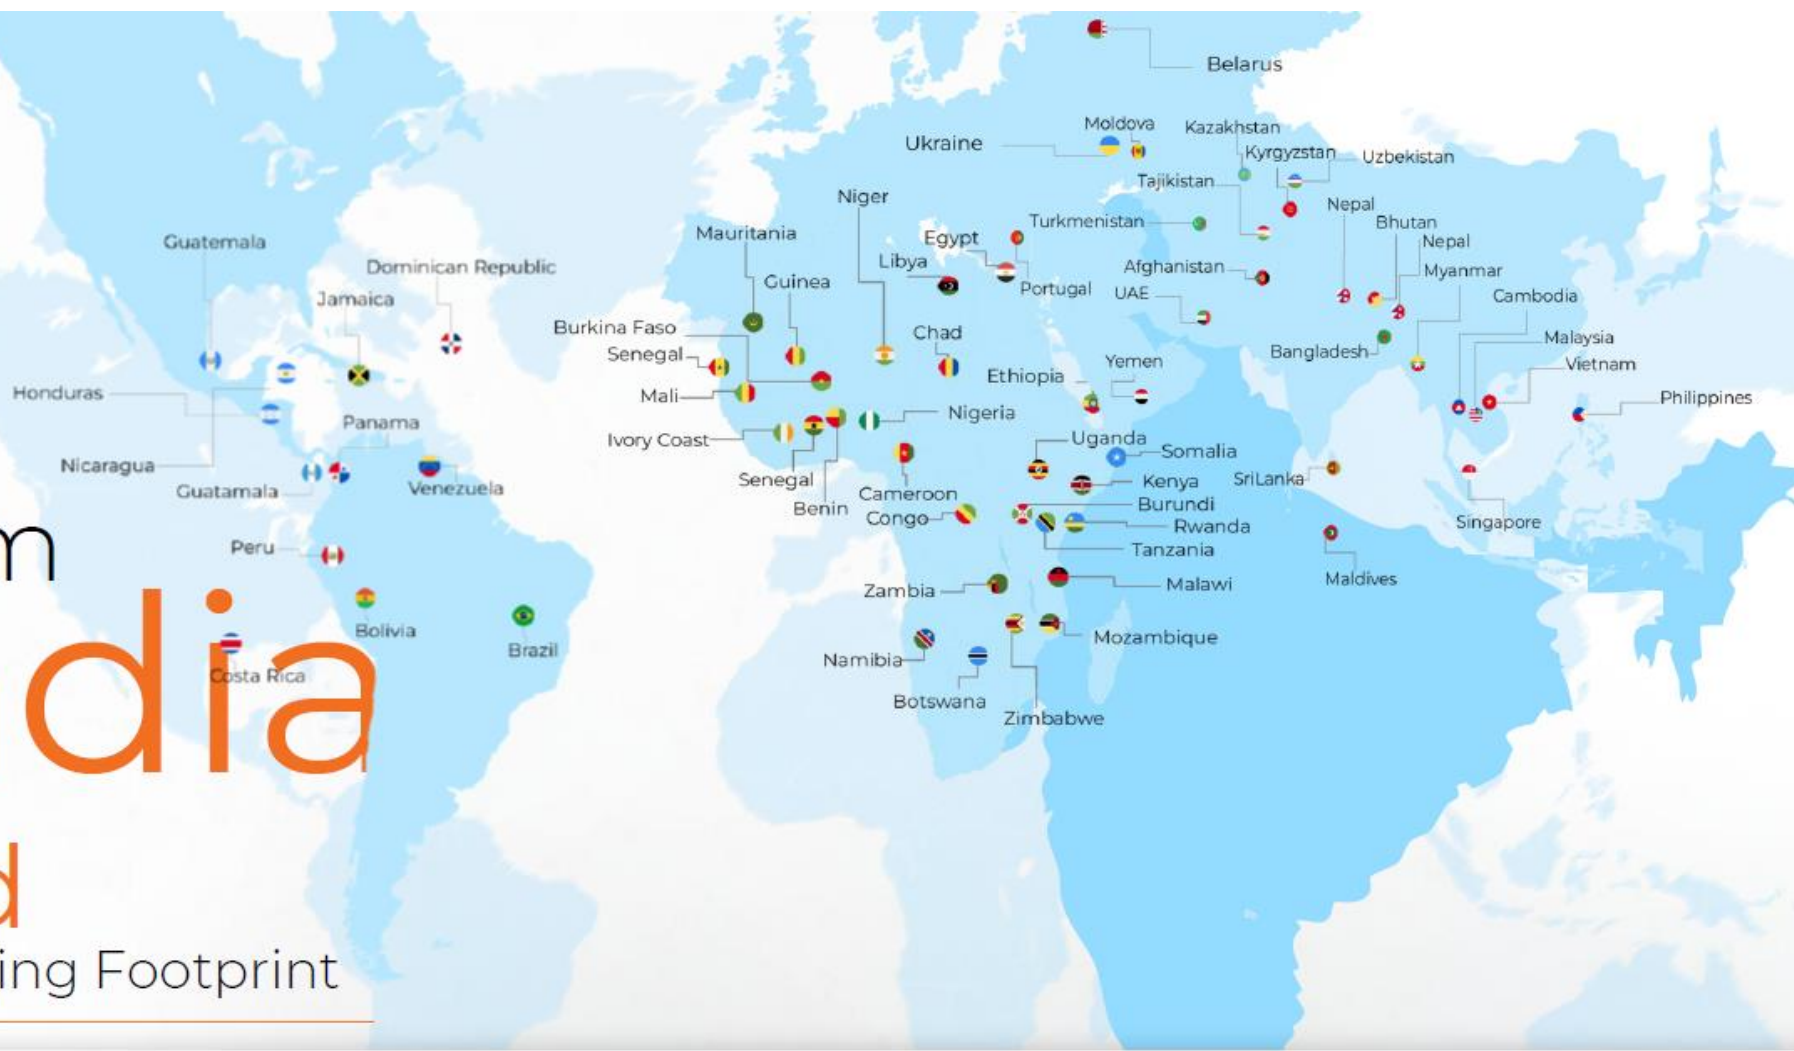 Belarus
Moldova
Kazakhstan
Ukraine
Kyrgyzstan
Uzbekistan
Tajikistan
Niger
Nepal
Turkmenistan
Bhutan
Mauritania
Egypt
Nepal
Guatemala
Libya
Afghanistan
Myanmar
Dominican Republic
Guinea
Portugal
UAE
Cambodia
Jamaica
Burkina Faso
Chad
Malaysia
Senegal
Bangladesh
Yemen
Vietnam
Ethiopia
Honduras
Mali
Philippines
Nigeria
Panama
Ivory Coast
Uganda
Somalia
Nicaragua
Senegal
Kenya
SriLanka
Guatamala
Venezuela
Cameroon
Burundi
Benin
Congo
Rwanda
Singapore
m
Peru
Tanzania
Maldives
Zambia
Malawi
Bolivia
Mozambique
Brazil
Namibia
dia
Costa Rica
Botswana
Zimbabwe
d
ing Footprint